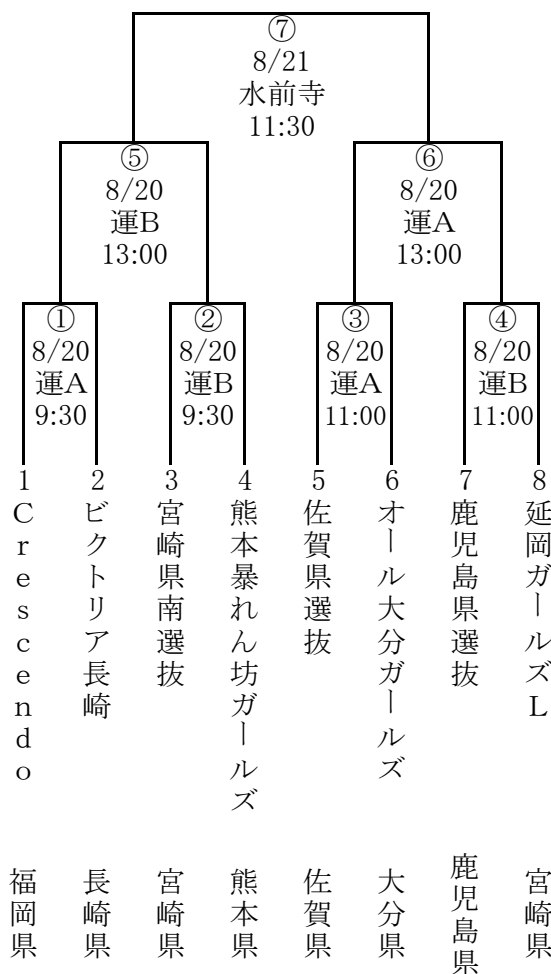 ⑦
8/21
水前寺
11:30
⑤
8/20
運B
13:00
⑥
8/20
運A
13:00
①
8/20
運A
9:30
②
8/20
運B
9:30
③
8/20
運A
11:00
④
8/20
運B
11:00
1
Crescendo
福岡県
2
ビクトリア長崎
長崎県
3
宮崎県南選抜
宮崎県
4
熊本暴れん坊ガールズ
熊本県
5
佐賀県選抜
佐賀県
6
オール大分ガールズ
大分県
7
鹿児島県選抜
鹿児島県
8
延岡ガールズL
宮崎県